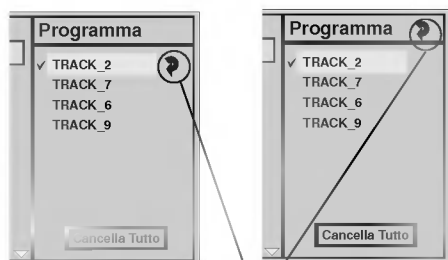 Programma
✓ TRACK_2
TRACK_7
TRACK_6
TRACK_9
Cancella Tutto
Programma
✓ TRACK_2
TRACK_7
TRACK_6
TRACK_9
Cancella Tutto